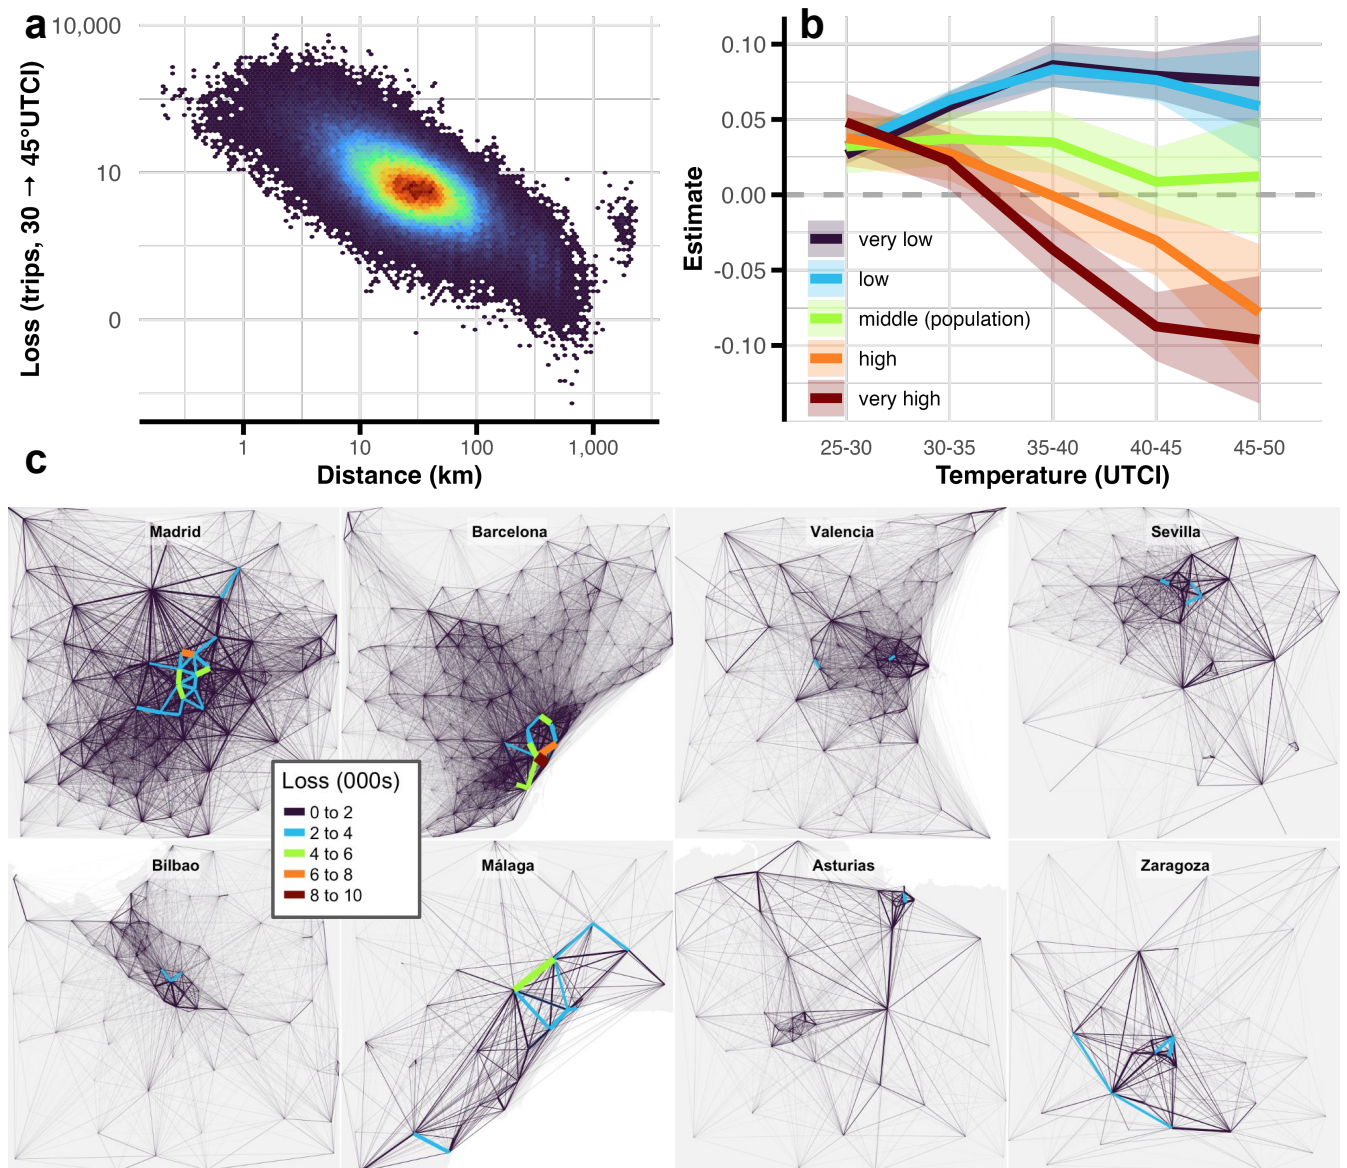 a
10,000
10
0
Loss (trips, 30 → 45°UTCI)
1
10
100
1,000
Distance (km)
b
0.10
0.05
0.00
-0.05
-0.10
Estimate
very low
low
middle (population)
high
very high
25-30
30-35
35-40
40-45
45-50
Temperature (UTCI)
c
Madrid
Barcelona
Valencia
Sevilla
Loss (000s)
0 to 2
2 to 4
4 to 6
6 to 8
8 to 10
Bilbao
Málaga
Asturias
Zaragoza